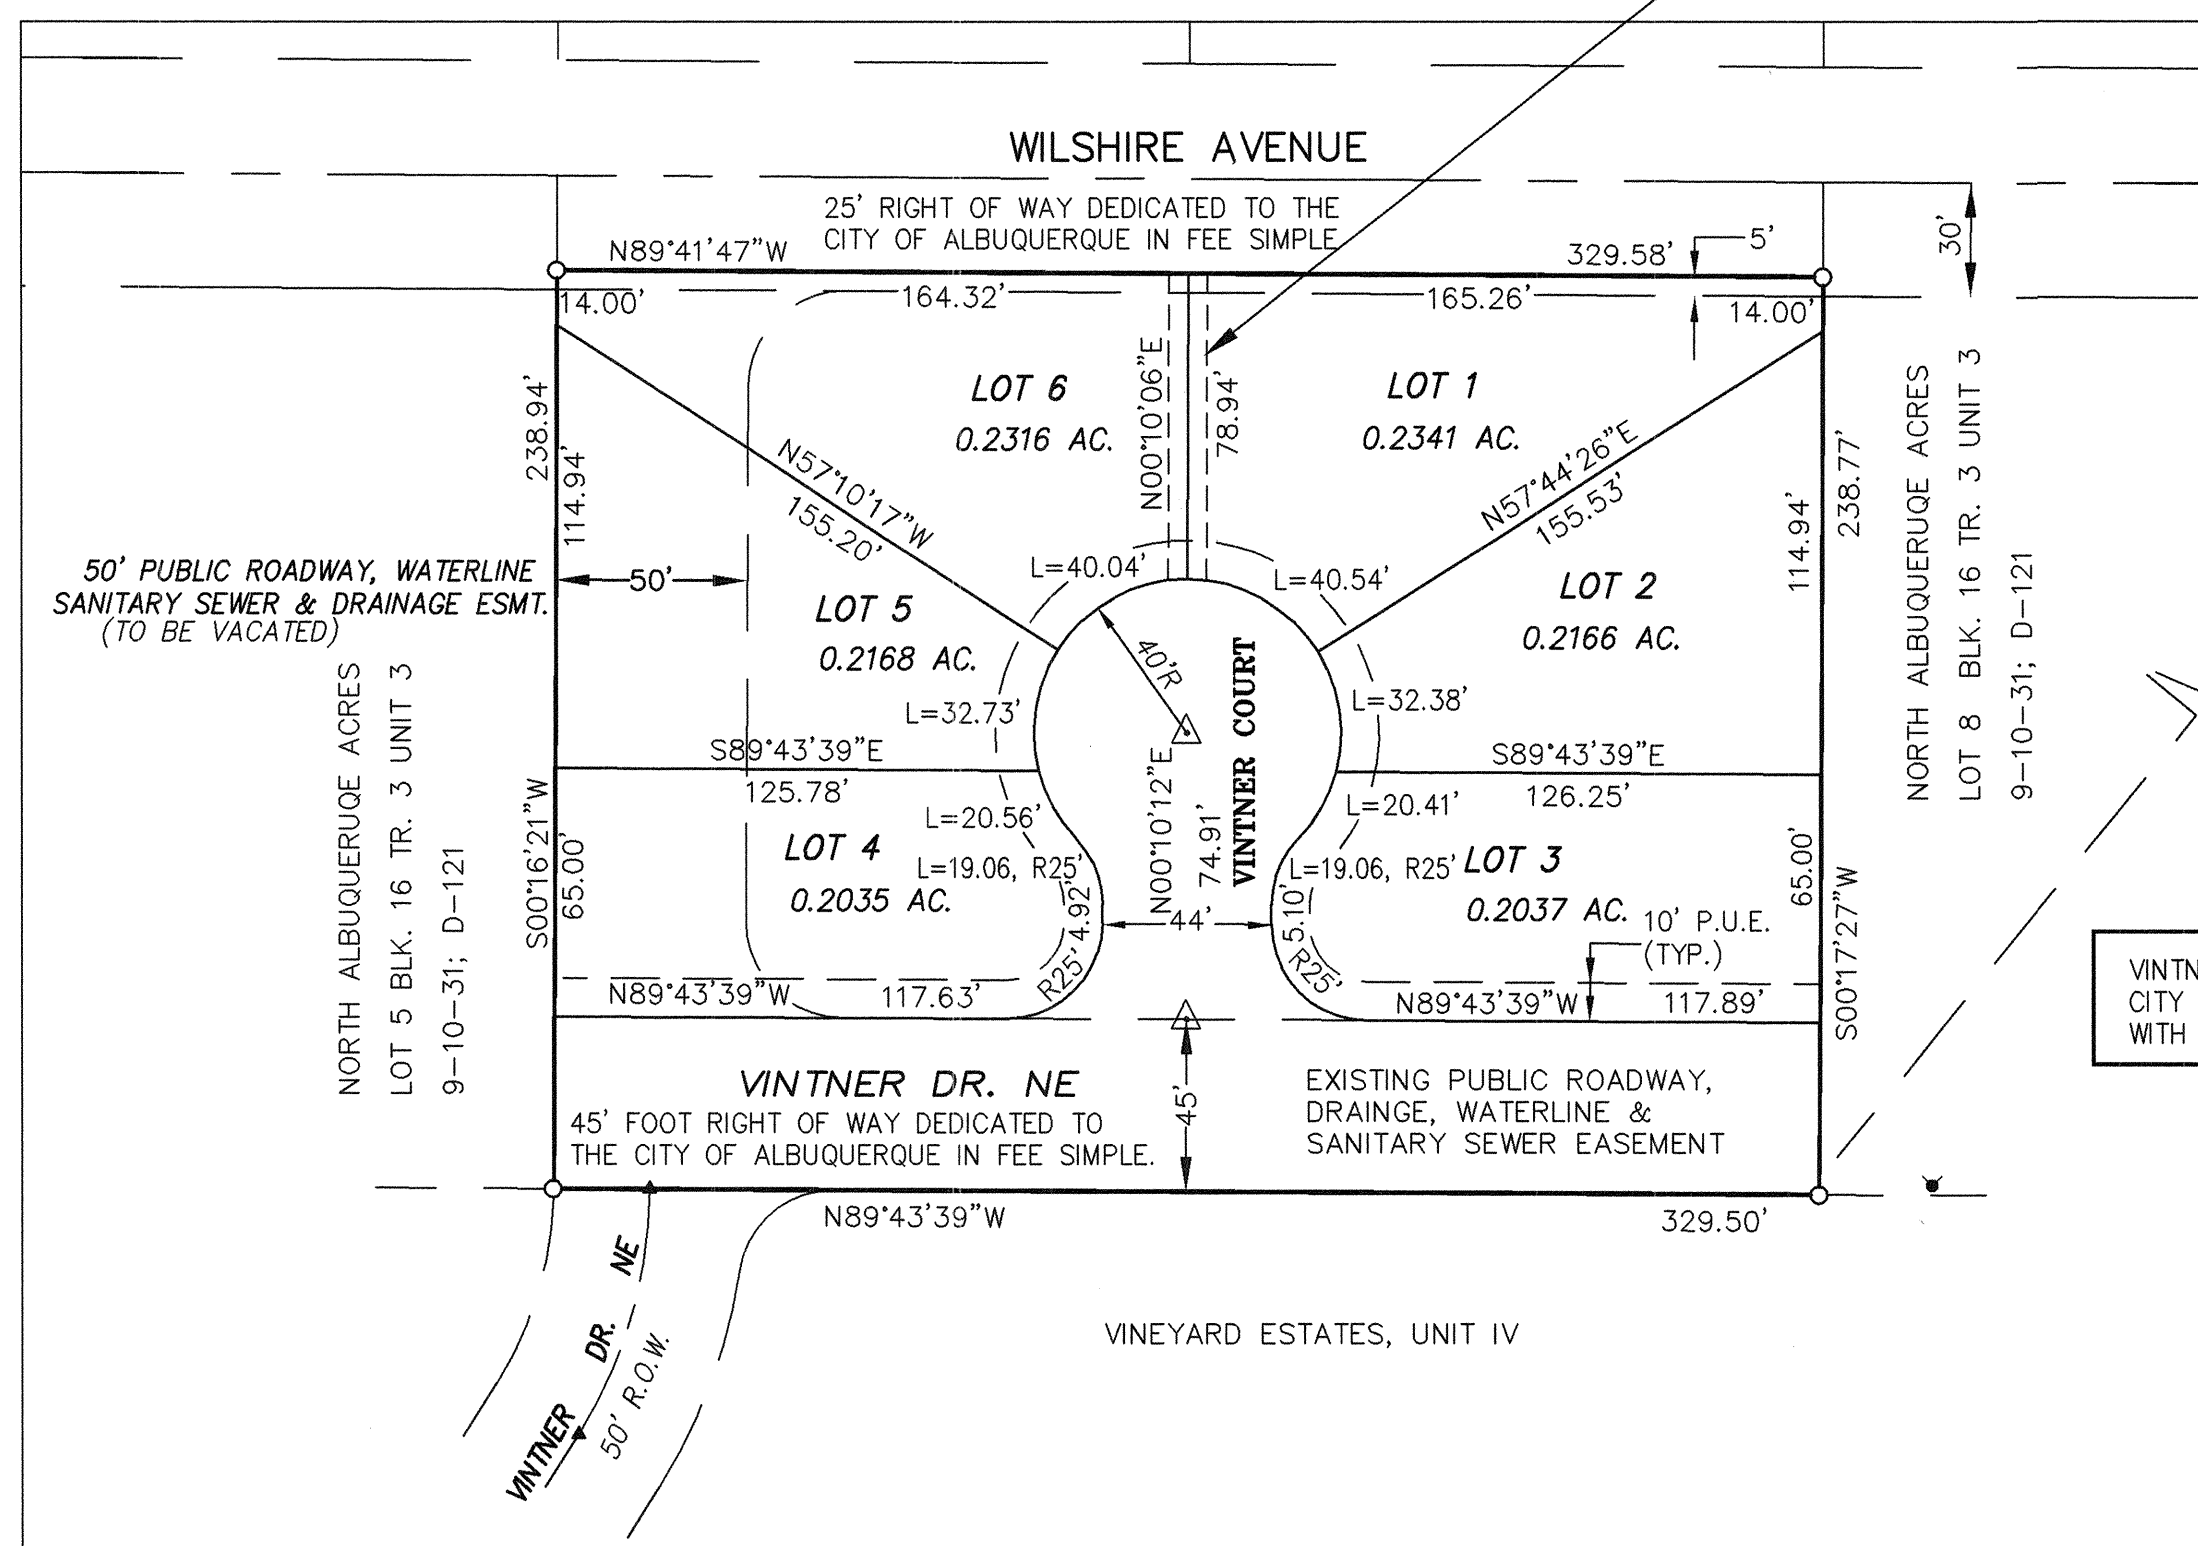 WILSHIRE AVENUE
25' RIGHT OF WAY DEDICATED TO THE
CITY OF ALBUQUERQUE IN FEE SIMPLE
N89°41'47"W
329.58'
5'
30'
14.00'
164.32'
165.26'
14.00'
LOT 6
0.2316 AC.
N00°10'06"E
78.94'
LOT 1
0.2341 AC.
238.94'
114.94'
N57°10'17"W
155.20'
N57°44'26"E
155.53'
114.94'
238.77'
NORTH ALBUQUERUQE ACRES
LOT 8 BLK. 16 TR. 3 UNIT 3
9-10-31; D-121
50' PUBLIC ROADWAY, WATERLINE
SANITARY SEWER & DRAINAGE ESMT.
(TO BE VACATED)
50'
L=40.04'
L=40.54'
LOT 5
0.2168 AC.
LOT 2
0.2166 AC.
40'R
VINTNER COURT
L=32.73'
L=32.38'
NORTH ALBUQUERUQE ACRES
LOT 5 BLK. 16 TR. 3 UNIT 3
9-10-31; D-121
S89°43'39"E
125.78'
S89°43'39"E
126.25'
N00°10'12"E
74.91'
L=20.56'
L=20.41'
S00°16'21"W
65.00'
LOT 4
0.2035 AC.
L=19.06, R25'
L=19.06, R25'
LOT 3
0.2037 AC.
65.00'
S00°17'27"W
4.92'
R25'
44'
5.10'
R25'
10' P.U.E.
(TYP.)
N89°43'39"W
117.63'
N89°43'39"W
117.89'
VINTN
CITY
WITH
VINTNER DR. NE
45' FOOT RIGHT OF WAY DEDICATED TO
THE CITY OF ALBUQUERQUE IN FEE SIMPLE.
45'
EXISTING PUBLIC ROADWAY,
DRAINGE, WATERLINE &
SANITARY SEWER EASEMENT
N89°43'39"W
329.50'
VINTNER DR. NE
50' R.O.W.
VINEYARD ESTATES, UNIT IV